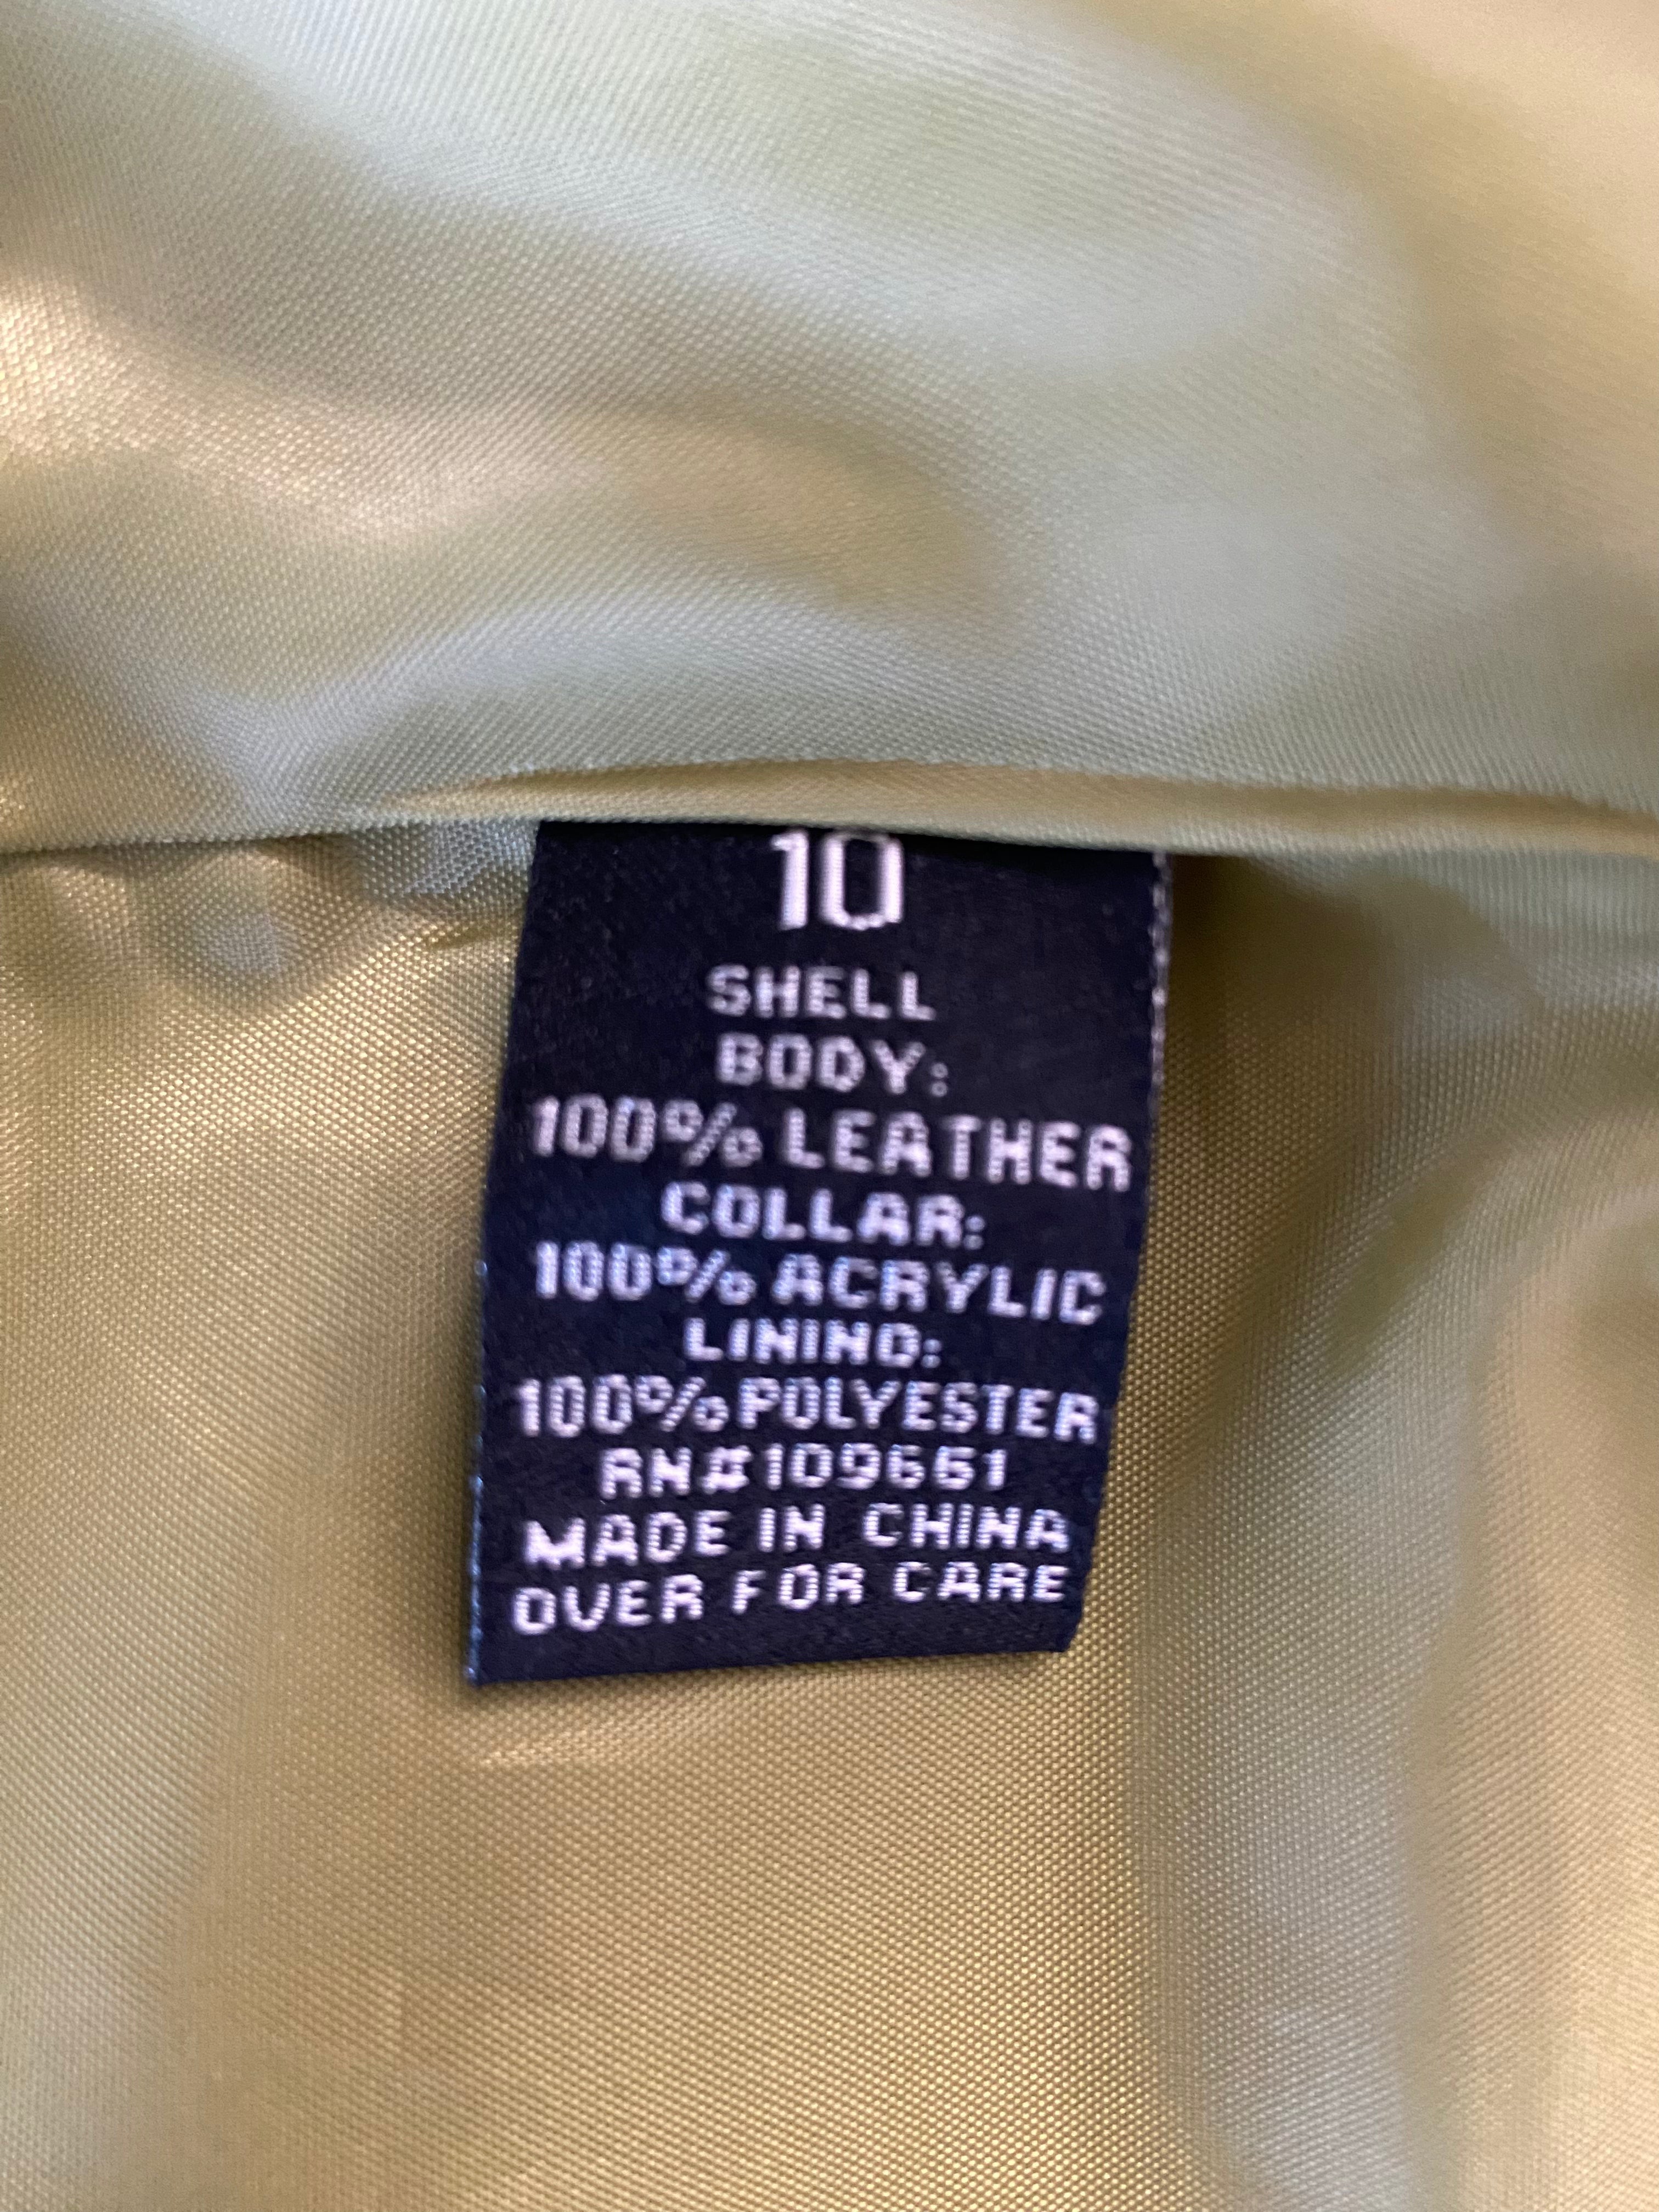 10
SHELL
BODY:
100% LEATHER
COLLAR:
100% ACRYLIC
LINING:
100% POLYESTER
RN#109661
MADE IN CHINA
OVER FOR CARE